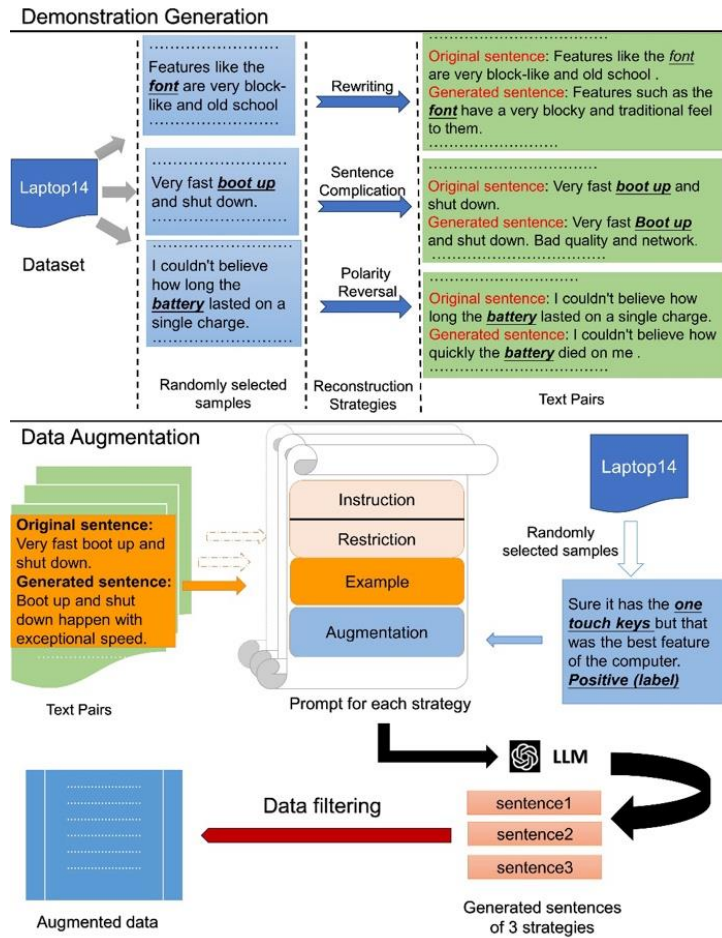 Demonstration Generation
Laptop14
Dataset
Features like the
font are very block-
like and old school
Very fast boot up
and shut down.
I couldn't believe
how long the
battery lasted on a
single charge.
Randomly selected
samples
Rewriting
Sentence
Complication
Polarity
Reversal
Reconstruction
Strategies
Original sentence: Features like the font
are very block-like and old school .
Generated sentence: Features such as the
font have a very blocky and traditional feel
to them.
Original sentence: Very fast boot up and
shut down.
Generated sentence: Very fast Boot up
and shut down. Bad quality and network.
Original sentence: I couldn't believe how
long the battery lasted on a single charge.
Generated sentence: I couldn't believe how
quickly the battery died on me .
Text Pairs
Data Augmentation
Original sentence:
Very fast boot up and
shut down.
Generated sentence:
Boot up and shut
down happen with
exceptional speed.
Text Pairs
Instruction
Restriction
Example
Augmentation
Prompt for each strategy
Laptop14
Randomly
selected samples
Sure it has the one
touch keys but that
was the best feature
of the computer.
Positive (label)
LLM
sentence1
sentence2
sentence3
Generated sentences
of 3 strategies
Data filtering
Augmented data